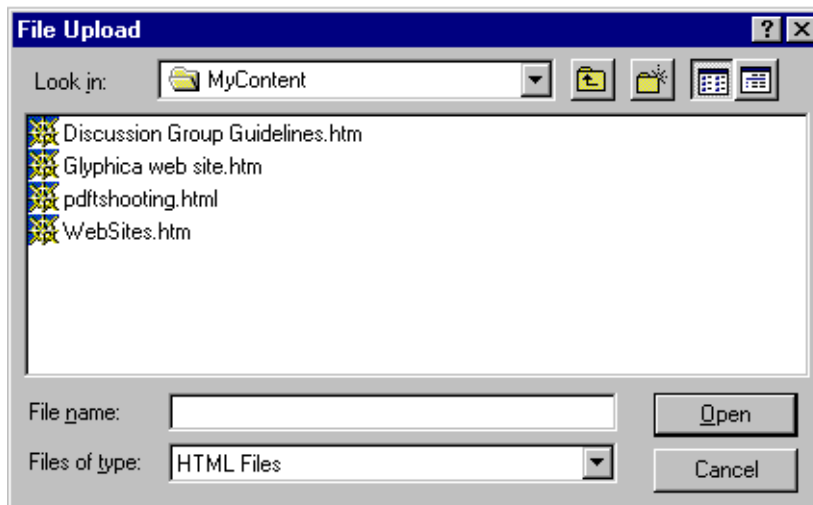 File Upload
Look in: MyContent
Discussion Group Guidelines.htm
Glyphica web site.htm
pdftshooting.html
WebSites.htm
File name: Open
Files of type: HTML Files Cancel